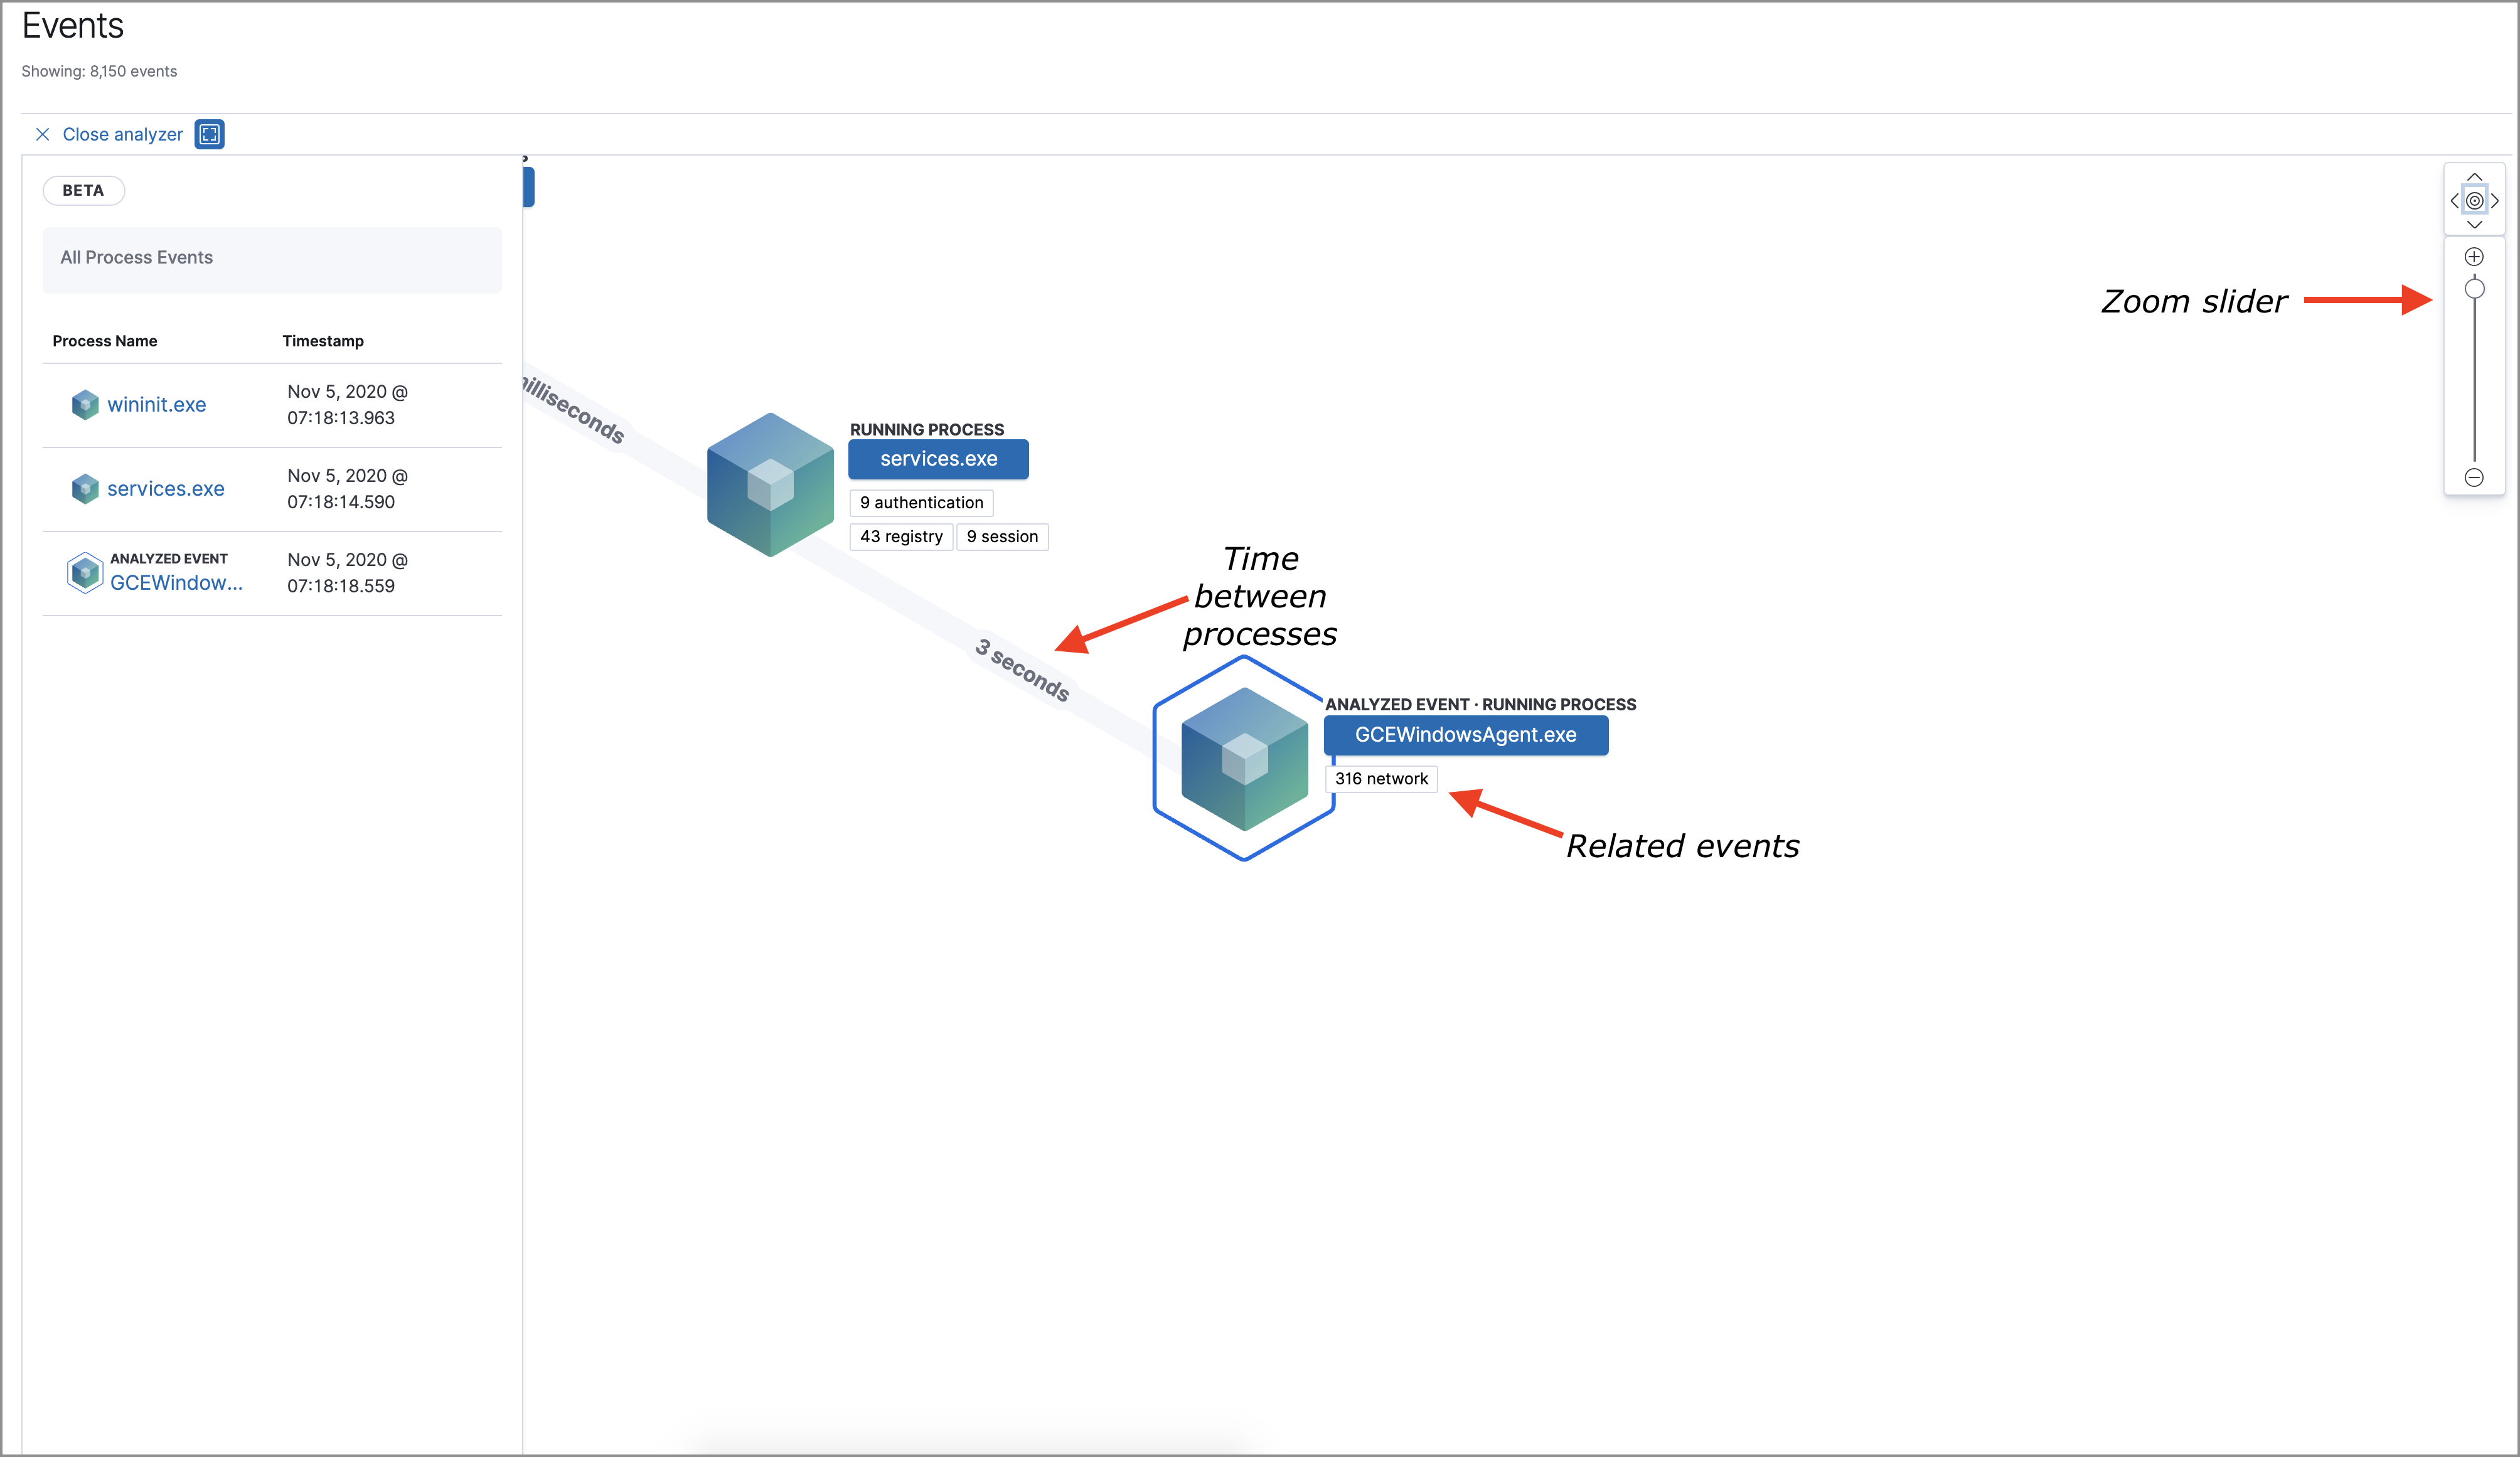 Events
Showing: 8,150 events
Close analyzer
BETA
All Process Events
Process Name Timestamp
wininit.exe
Nov 5, 2020 @
07:18:13.963
services.exe
Nov 5, 2020 @
07:18:14.590
ANALYZED EVENT
GCEWindow...
Nov 5, 2020 @
07:18:18.559
RUNNING PROCESS
services.exe
9 authentication
43 registry
9 session
Time
between
processes
3 seconds
ANALYZED EVENT · RUNNING PROCESS
GCEWindowsAgent.exe
316 network
Related events
Zoom slider